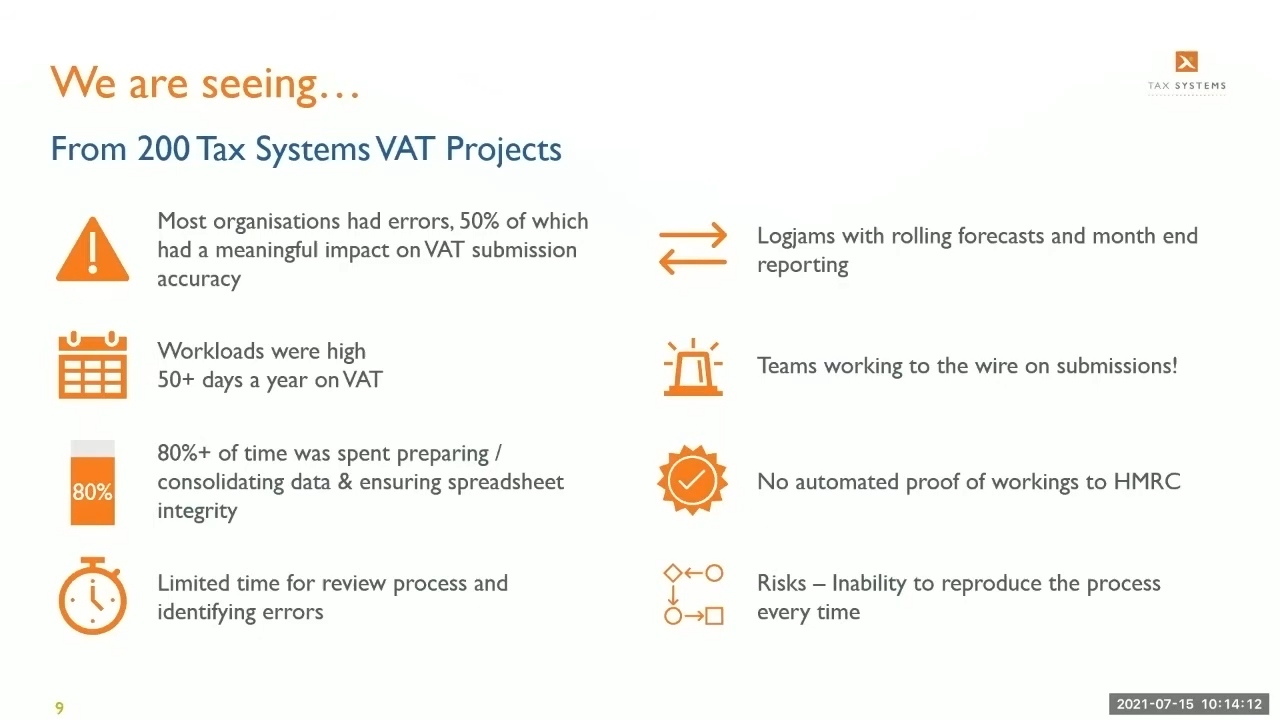 We are seeing…
TAX SYSTEMS
From 200 Tax Systems VAT Projects
Most organisations had errors, 50% of which
had a meaningful impact on VAT submission
accuracy
Workloads were high
50+ days a year on VAT
80%
80%+ of time was spent preparing /
consolidating data & ensuring spreadsheet
integrity
Limited time for review process and
identifying errors
Logjams with rolling forecasts and month end
reporting
Teams working to the wire on submissions!
No automated proof of workings to HMRC
Risks – Inability to reproduce the process
every time
9
2021-07-15 10:14:12